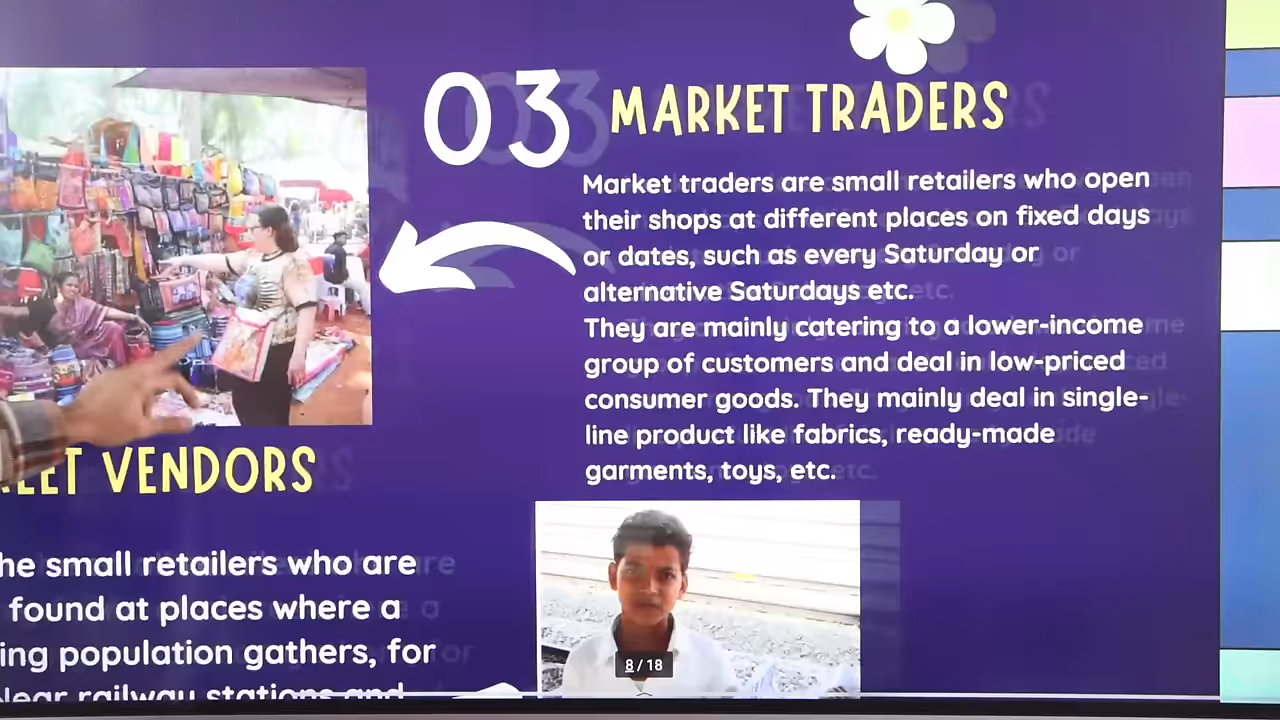 03 MARKET TRADERS
Market traders are small retailers who open
their shops at different places on fixed days
or dates, such as every Saturday or
alternative Saturdays etc.
They are mainly catering to a lower-income
group of customers and deal in low-priced
consumer goods. They mainly deal in single-
line product like fabrics, ready-made
garments, toys, etc.
VENDORS
small retailers who are
found at places where a
population gathers, for
railway stations and
8 / 18